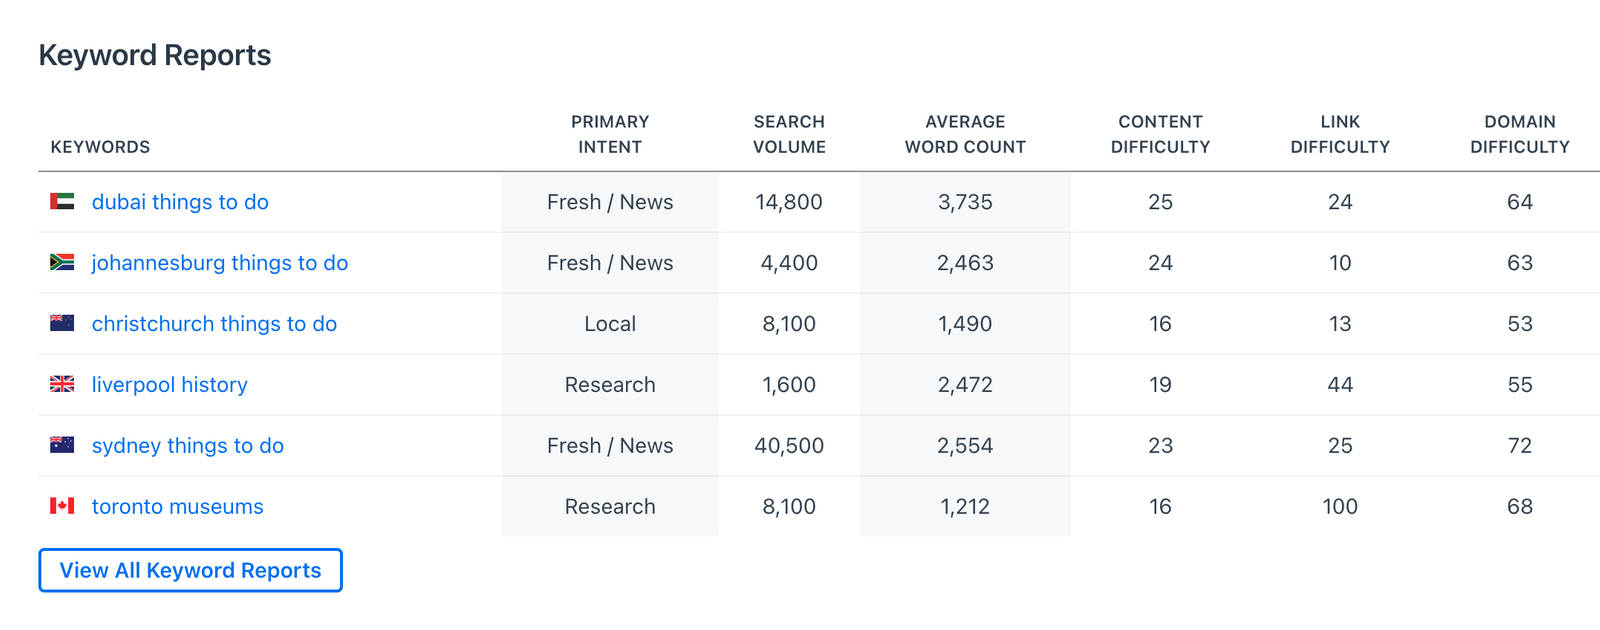 Keyword Reports
KEYWORDS PRIMARY INTENT SEARCH VOLUME AVERAGE WORD COUNT CONTENT DIFFICULTY LINK DIFFICULTY DOMAIN DIFFICULTY
dubai things to do Fresh / News 14,800 3,735 25 24 64
johannesburg things to do Fresh / News 4,400 2,463 24 10 63
christchurch things to do Local 8,100 1,490 16 13 53
liverpool history Research 1,600 2,472 19 44 55
sydney things to do Fresh / News 40,500 2,554 23 25 72
toronto museums Research 8,100 1,212 16 100 68
View All Keyword Reports